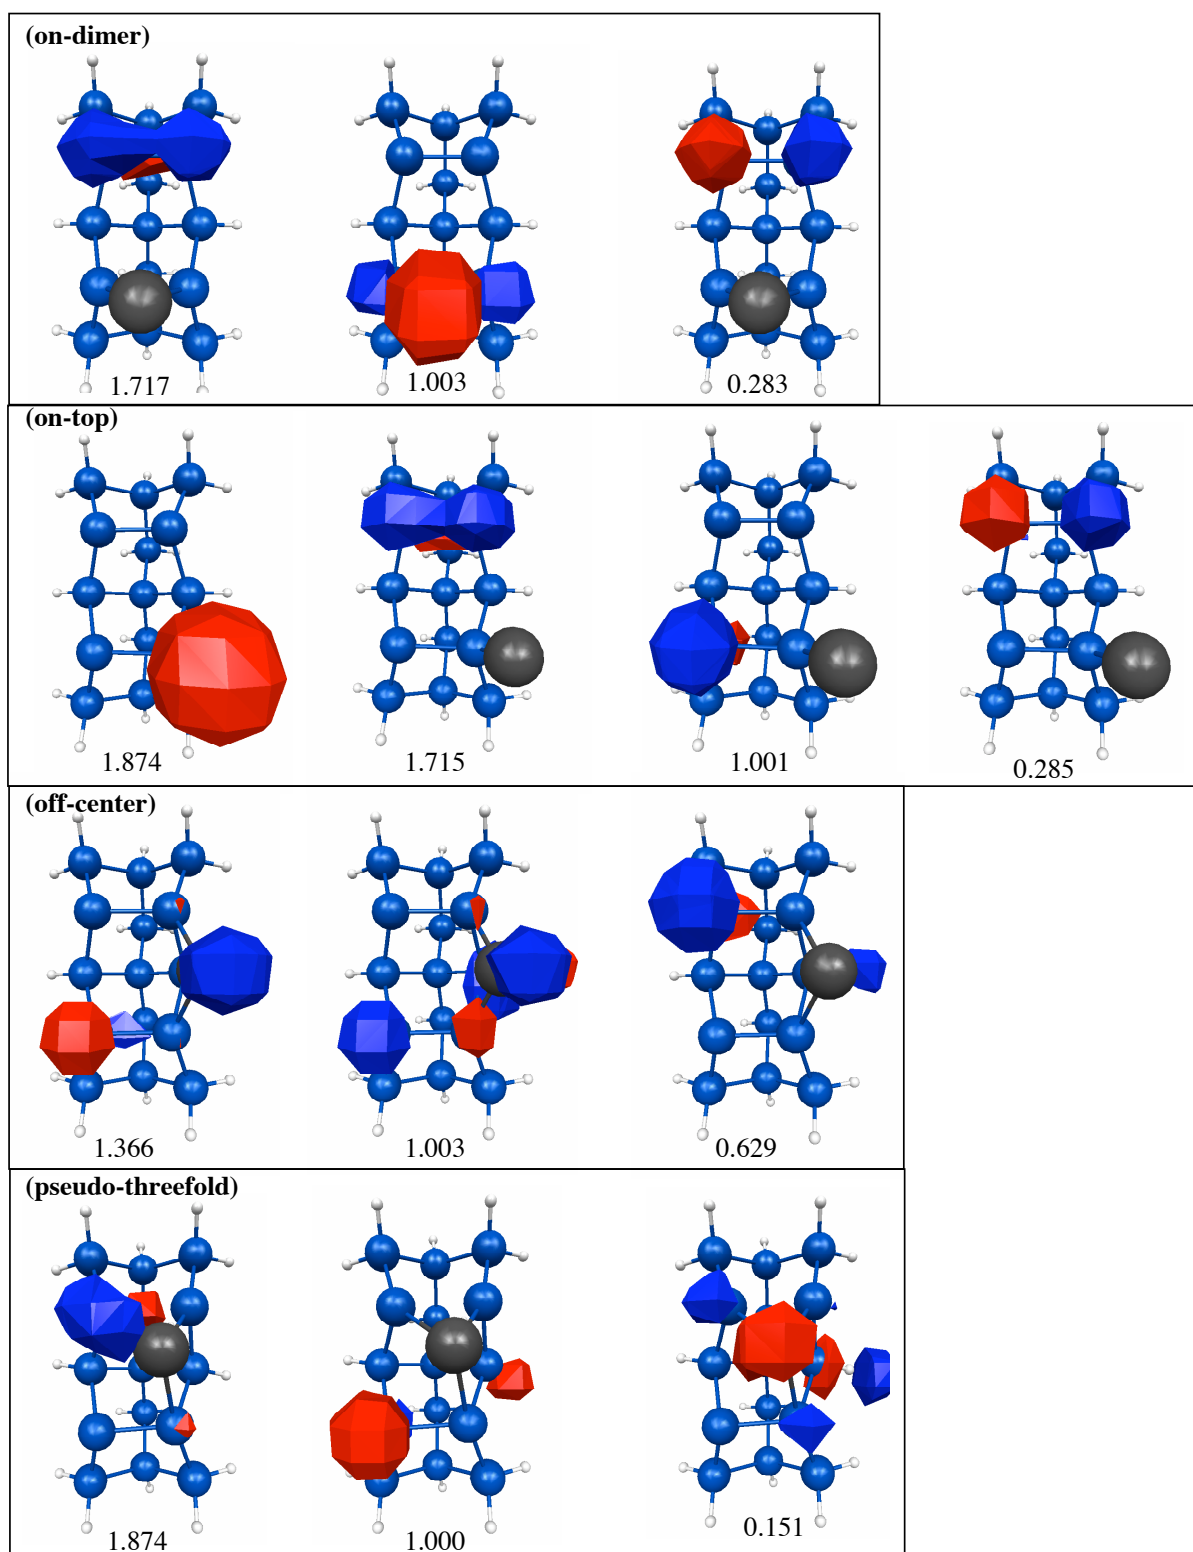 (on-dimer)
1.717 1.003 0.283
(on-top)
1.874 1.715 1.001 0.285
(off-center)
1.366 1.003 0.629
(pseudo-threefold)
1.874 1.000 0.151